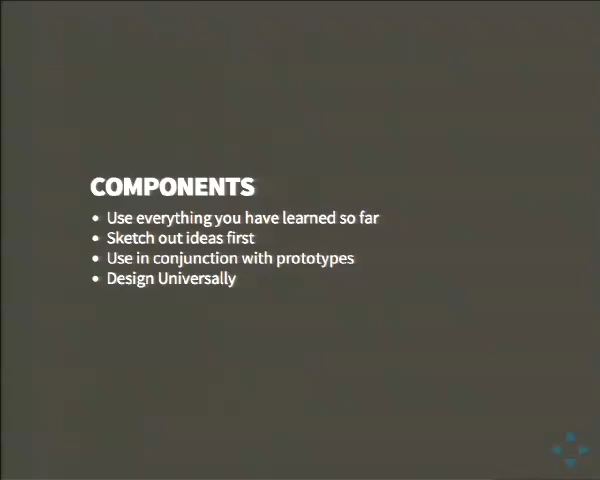 COMPONENTS
• Use everything you have learned so far
• Sketch out ideas first
• Use in conjunction with prototypes
• Design Universally